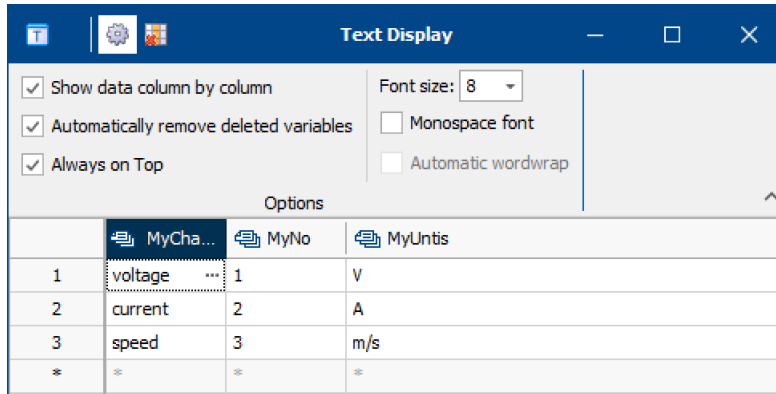 T Text Display
Show data column by column Font size: 8
Automatically remove deleted variables Monospace font
Always on Top Automatic wordwrap
Options
MyCha... MyNo MyUntis
1 voltage ... 1 V
2 current 2 A
3 speed 3 m/s
* * * *